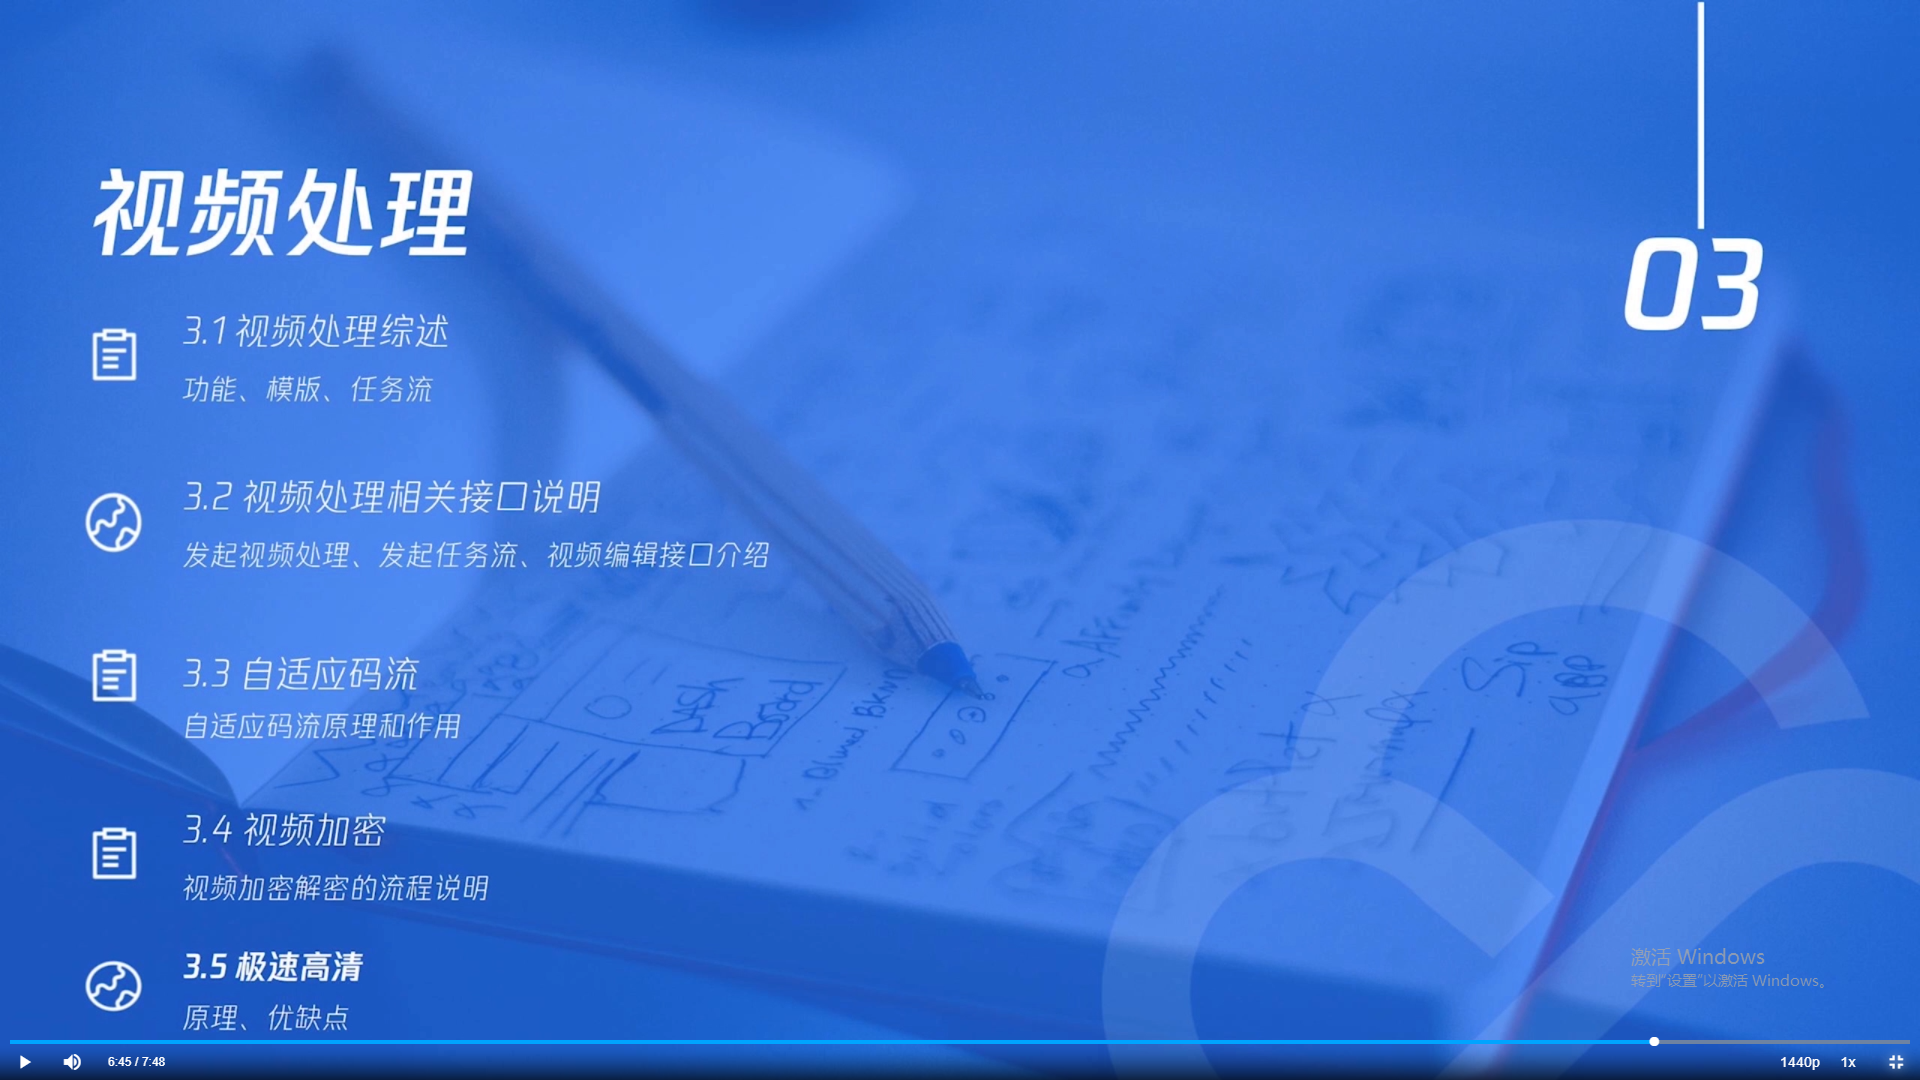 视频处理
03
3.1 视频处理综述
功能、模版、任务流
3.2 视频处理相关接口说明
发起视频处理、发起任务流、视频编辑接口介绍
3.3 自适应码流
自适应码流原理和作用
3.4 视频加密
视频加密解密的流程说明
3.5 极速高清
原理、优缺点
Dash
Board
Sip
app
激活 Windows
转到"设置"以激活 Windows。
6:45 / 7:48
1440p
1x